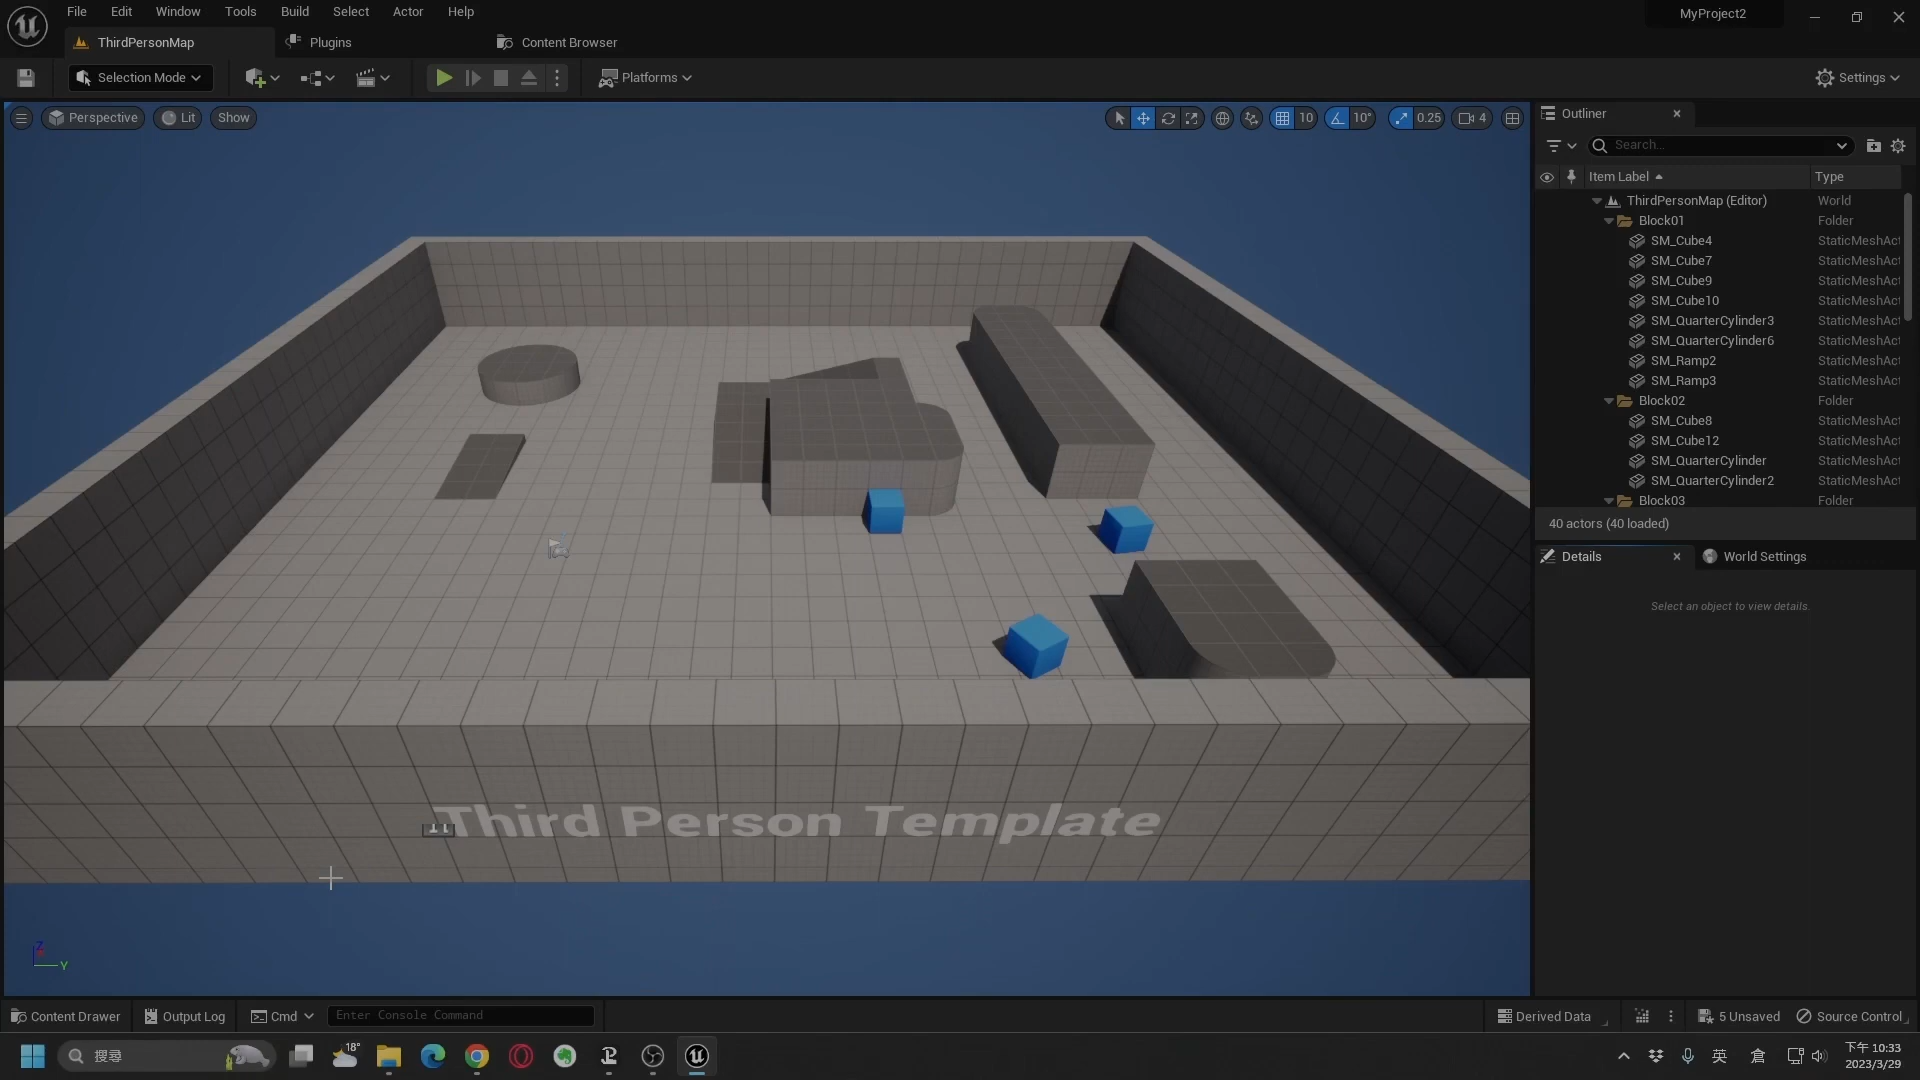 File Edit Window Tools Build Select Actor Help
MyProject2
ThirdPersonMap
Plugins
Content Browser
Selection Mode
Platforms
Settings
Perspective
Lit
Show
10
10°
0.25
4
Outliner
Search...
Item Label
Type
ThirdPersonMap (Editor) World
Block01 Folder
SM_Cube4 StaticMeshAct
SM_Cube7 StaticMeshAct
SM_Cube9 StaticMeshAct
SM_Cube10 StaticMeshAct
SM_QuarterCylinder3 StaticMeshAct
SM_QuarterCylinder6 StaticMeshAct
SM_Ramp2 StaticMeshAct
SM_Ramp3 StaticMeshAct
Block02 Folder
SM_Cube8 StaticMeshAct
SM_Cube12 StaticMeshAct
SM_QuarterCylinder StaticMeshAct
SM_QuarterCylinder2 StaticMeshAct
Block03 Folder
40 actors (40 loaded)
Details
World Settings
Select an object to view details.
Third Person Template
Z
Y
Content Drawer
Output Log
Cmd
Enter Console Command
Derived Data
5 Unsaved
Source Control
搜尋
18°
英
倉
下午 10:33
2023/3/29